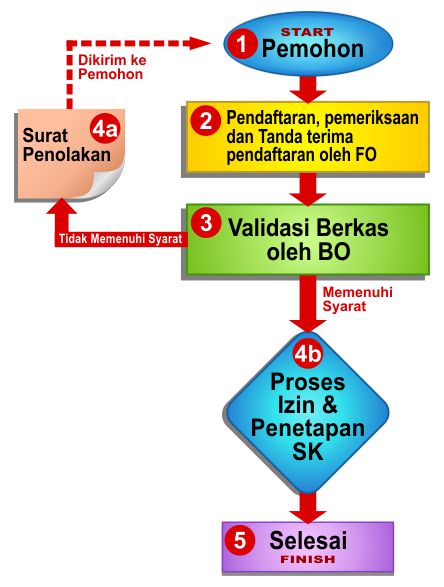 1
START
Pemohon
Dikirim ke
Pemohon
4a
Surat
Penolakan
2
Pendaftaran, pemeriksaan
dan Tanda terima
pendaftaran oleh FO
3
Validasi Berkas
oleh BO
Tidak Memenuhi Syarat
Memenuhi
Syarat
4b
Proses
Izin &
Penetapan
SK
5
Selesai
FINISH